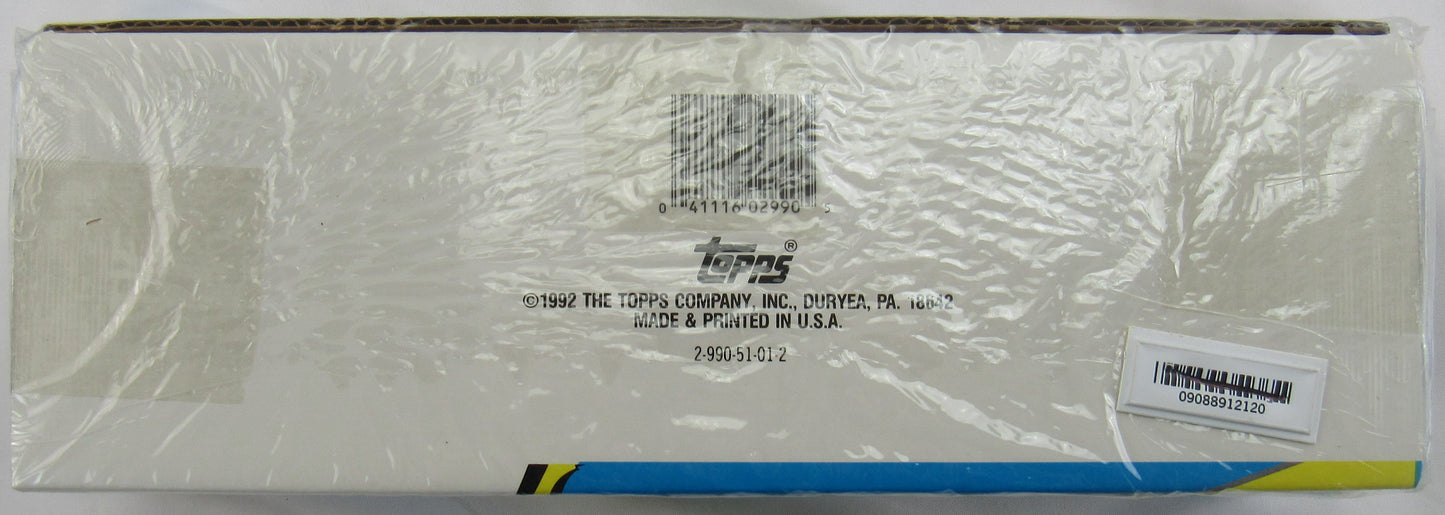 0 41116 02990 5
TOPPS®
©1992 THE TOPPS COMPANY, INC., DURYEA, PA. 18642
MADE & PRINTED IN U.S.A.
2-990-51-01-2
09088912120